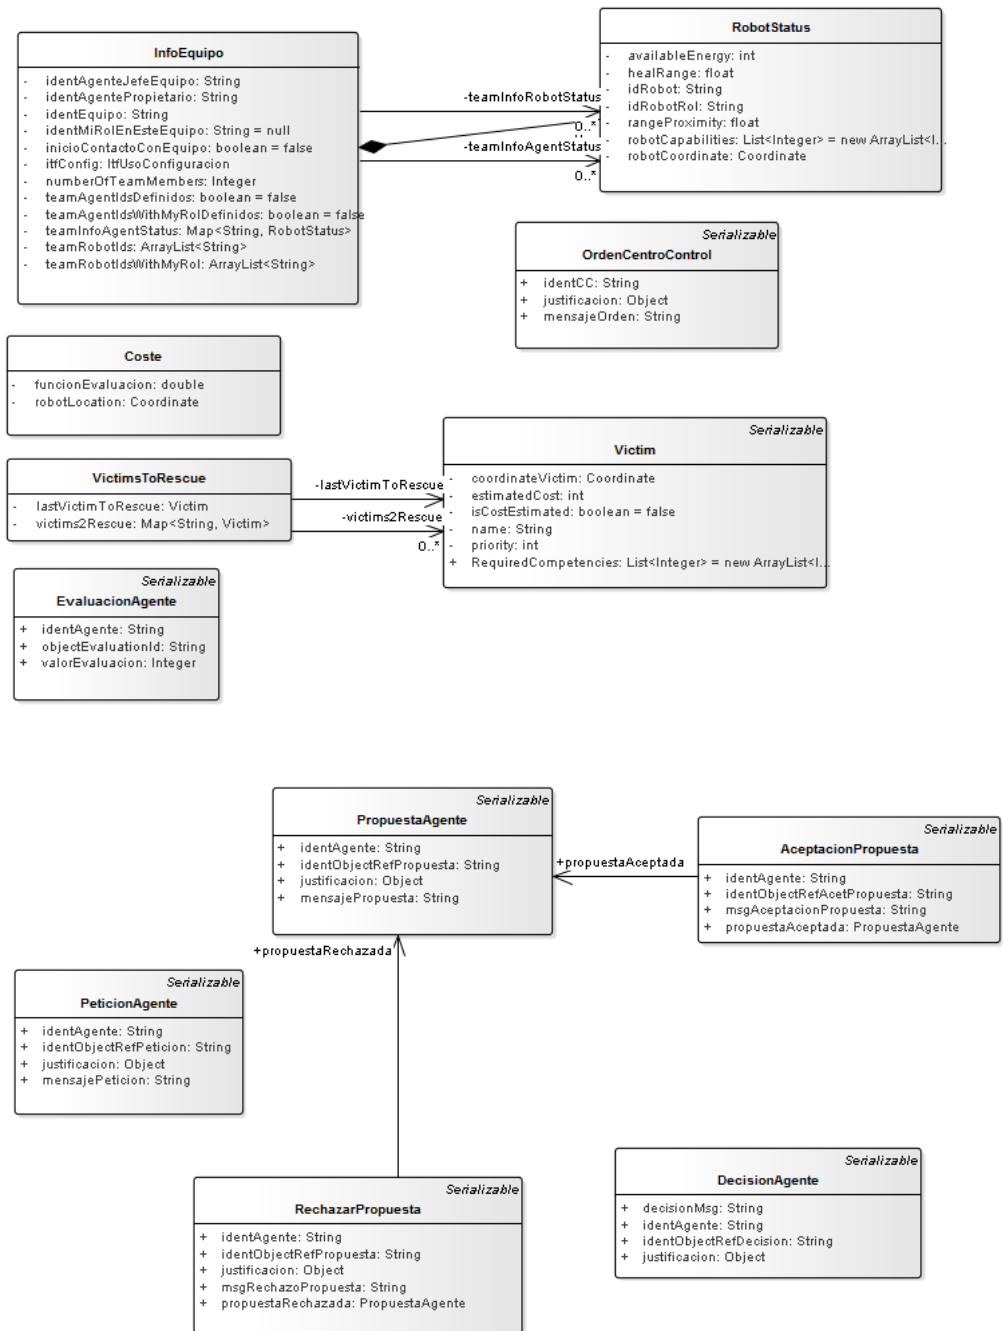 InfoEquipo
- identAgenteJefeEquipo: String
- identAgentePropietario: String
- identEquipo: String
- identMiRolEnEsteEquipo: String = null
- inicioContactoConEquipo: boolean = false
- itfConfig: ItfUsoConfiguracion
- numberOfTeamMembers: Integer
- teamAgentIdsDefinidos: boolean = false
- teamAgentIdsWithMyRolDefinidos: boolean = false
- teamInfoAgentStatus: Map<String, RobotStatus>
- teamRobotIds: ArrayList<String>
- teamRobotIdsWithMyRol: ArrayList<String>
-teamInfoRobotStatus
0..*
-teamInfoAgentStatus
0..*
RobotStatus
- availableEnergy: int
- healRange: float
- idRobot: String
- idRobotRol: String
- rangeProximity: float
- robotCapabilities: List<Integer> = new ArrayList<I...
- robotCoordinate: Coordinate
Serializable
OrdenCentroControl
+ identCC: String
+ justificacion: Object
+ mensajeOrden: String
Coste
- funcionEvaluacion: double
- robotLocation: Coordinate
VictimsToRescue
- lastVictimToRescue: Victim
- victims2Rescue: Map<String, Victim>
-lastVictimToRescue
-victims2Rescue
0..*
Serializable
Victim
- coordinateVictim: Coordinate
- estimatedCost: int
- isCostEstimated: boolean = false
- name: String
- priority: int
+ RequiredCompetencies: List<Integer> = new ArrayList<I...
Serializable
EvaluacionAgente
+ identAgente: String
+ objectEvaluationId: String
+ valorEvaluacion: Integer
Serializable
PropuestaAgente
+ identAgente: String
+ identObjectRefPropuesta: String
+ justificacion: Object
+ mensajePropuesta: String
+propuestaAceptada
Serializable
AceptacionPropuesta
+ identAgente: String
+ identObjectRefAcetPropuesta: String
+ msgAceptacionPropuesta: String
+ propuestaAceptada: PropuestaAgente
+propuestaRechazada
Serializable
PeticionAgente
+ identAgente: String
+ identObjectRefPeticion: String
+ justificacion: Object
+ mensajePeticion: String
Serializable
RechazarPropuesta
+ identAgente: String
+ identObjectRefPropuesta: String
+ justificacion: Object
+ msgRechazoPropuesta: String
+ propuestaRechazada: PropuestaAgente
Serializable
DecisionAgente
+ decisionMsg: String
+ identAgente: String
+ identObjectRefDecision: String
+ justificacion: Object